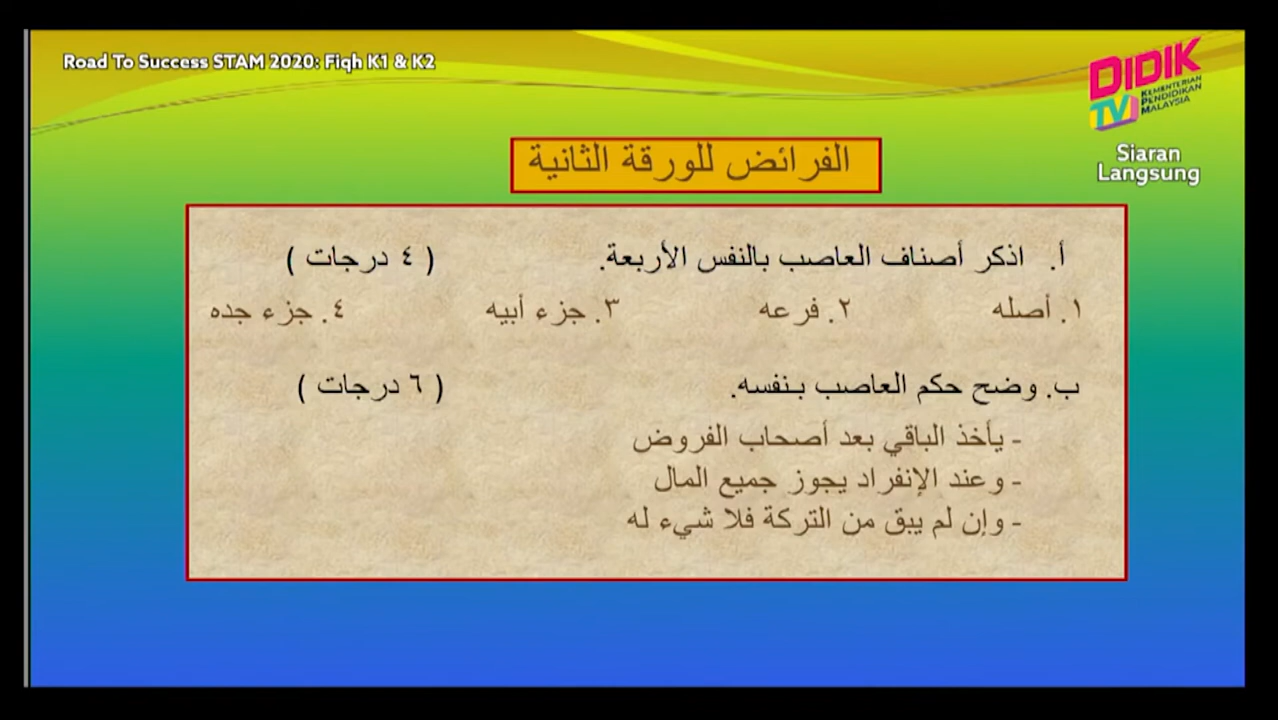 Road To Success STAM 2020: Fiqh K1 & K2
DIDIK
TV
KEMENTERIAN
PENDIDIKAN
MALAYSIA
Siaran
Langsung
الفرائض للورقة الثانية
أ. اذكر أصناف العاصب بالنفس الأربعة. ( ٤ درجات )
١. أصله ٢. فرعه ٣. جزء أبيه ٤. جزء جده
ب. وضح حكم العاصب بـنفسه. ( ٦ درجات )
- يأخذ الباقي بعد أصحاب الفروض
- وعند الإنفراد يجوز جميع المال
- وإن لم يبق من التركة فلا شيء له